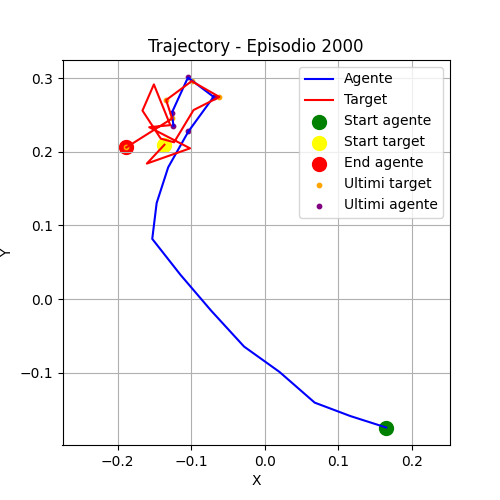 Trajectory - Episodio 2000
Agente
Target
Start agente
Start target
End agente
Ultimi target
Ultimi agente
0.3
0.2
0.1
0.0
−0.1
Y
−0.2
−0.1
0.0
0.1
0.2
X